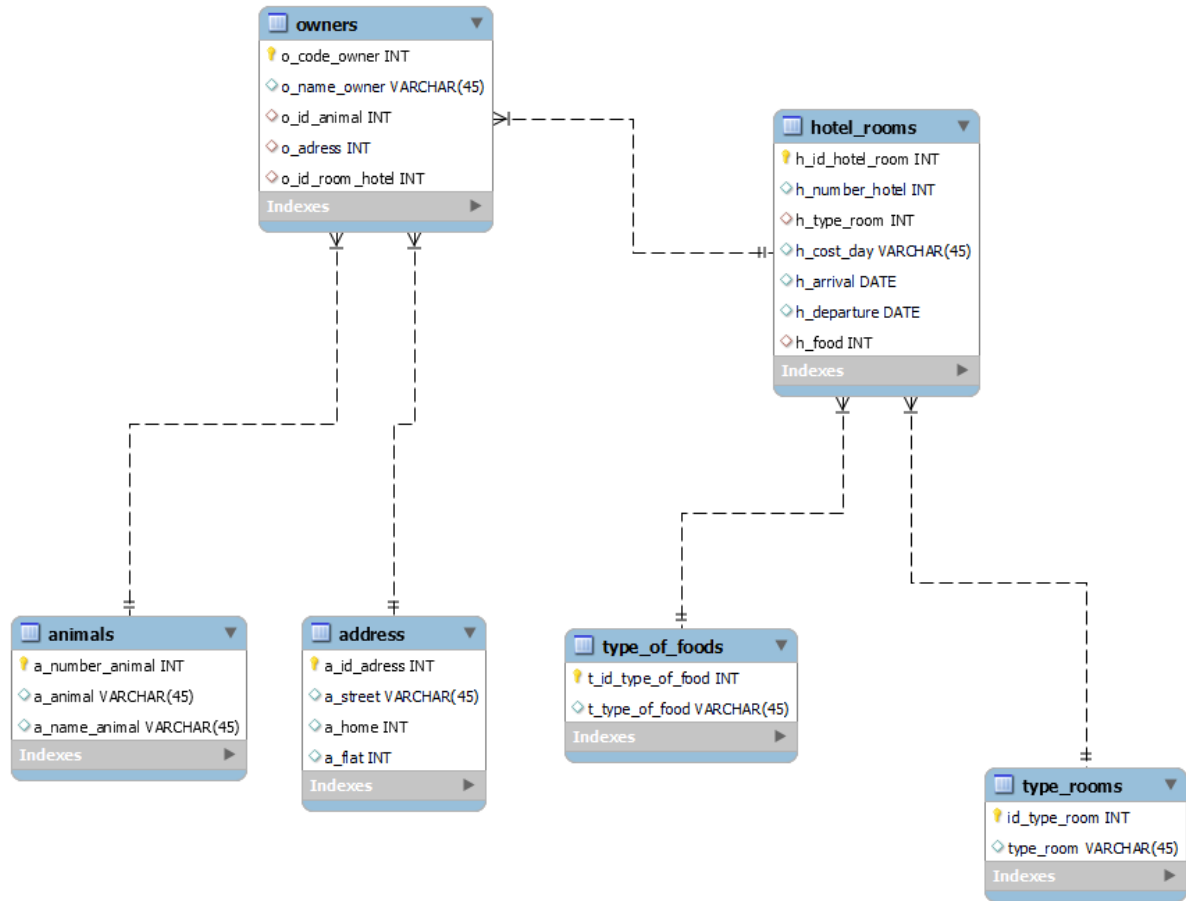 owners
o_code_owner INT
o_name_owner VARCHAR(45)
o_id_animal INT
o_adress INT
o_id_room_hotel INT
Indexes
hotel_rooms
h_id_hotel_room INT
h_number_hotel INT
h_type_room INT
h_cost_day VARCHAR(45)
h_arrival DATE
h_departure DATE
h_food INT
Indexes
animals
a_number_animal INT
a_animal VARCHAR(45)
a_name_animal VARCHAR(45)
Indexes
address
a_id_adress INT
a_street VARCHAR(45)
a_home INT
a_flat INT
Indexes
type_of_foods
t_id_type_of_food INT
t_type_of_food VARCHAR(45)
Indexes
type_rooms
id_type_room INT
type_room VARCHAR(45)
Indexes